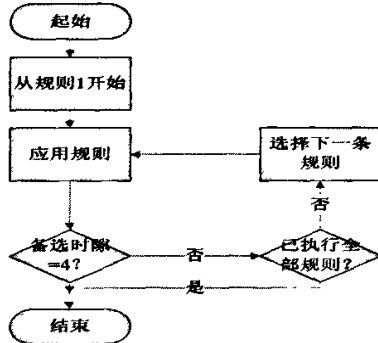 起始
从规则1开始
应用规则
选择下一条
规则
否
备选时隙
=4?
否
已执行全
部规则?
是
结束